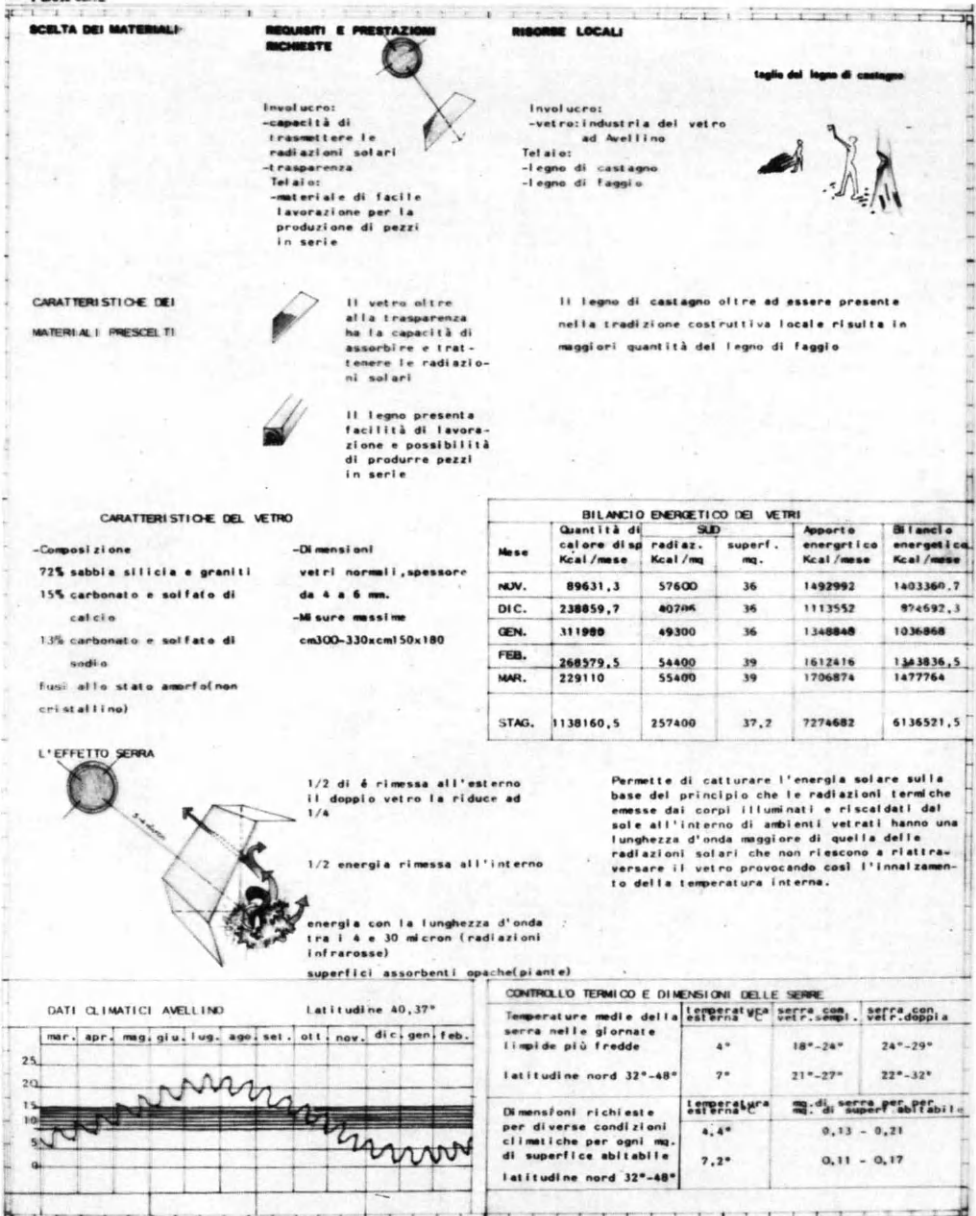 SCELTA DEI MATERIALI
REQUISITI E PRESTAZIONI
RICHIESTE
RISORSE LOCALI
taglio del legno di castagno
Involucro:
-capacità di
trasmettere le
radiazioni solari
-trasparenza
Telaio:
-materiale di facile
lavorazione per la
produzione di pezzi
in serie
Involucro:
-vetro:industria del vetro
ad Avellino
Telaio:
-legno di castagno
-legno di faggio
CARATTERISTICHE DEI
MATERIALI PRESCELTI
Il vetro oltre
alla trasparenza
ha la capacità di
assorbire e trat-
tenere le radiazio-
ni solari
Il legno di castagno oltre ad essere presente
nella tradizione costruttiva locale risulta in
maggiori quantità del legno di faggio
Il legno presenta
facilità di lavora-
zione e possibilità
di produrre pezzi
in serie
CARATTERISTICHE DEL VETRO
-Composizione
72% sabbia silicia e graniti
15% carbonato e solfato di
calcio
13% carbonato e solfato di
sodio
fusi allo stato amorfo(non
cristallino)
-Dimensioni
vetri normali,spessore
da 4 a 6 mm.
-Misure massime
cm300-330xcm150x180
BILANCIO ENERGETICO DEI VETRI
Mese Quantità di calore disp Kcal/mese SUD radiaz. Kcal/mq superf. mq. Apporto energetico Kcal/mese Bilancio energetico Kcal/mese
NOV. 89631,3 57600 36 1492992 1403360,7
DIC. 238859,7 36 1113552 874692,3
GEN. 311980 49300 36 1348848 1036868
FEB. 268579,5 54400 39 1612416 1343836,5
MAR. 229110 55400 39 1706874 1477764
STAG. 1138160,5 257400 37,2 7274682 6136521,5
L'EFFETTO SERRA
1/2 di é rimessa all'esterno
il doppio vetro la riduce ad
1/4
1/2 energia rimessa all'interno
energia con la lunghezza d'onda
tra i 4 e 30 micron (radiazioni
infrarosse)
superfici assorbenti opache(piante)
Permette di catturare l'energia solare sulla
base del principio che le radiazioni termiche
emesse dai corpi illuminati e riscaldati dal
sole all'interno di ambienti vetrati hanno una
lunghezza d'onda maggiore di quella delle
radiazioni solari che non riescono a riattra-
versare il vetro provocando così l'innalzamen-
to della temperatura interna.
DATI CLIMATICI AVELLINO Latitudine 40,37°
mar. apr. mag. giu. lug. ago. set. ott. nov. dic. gen. feb.
25
20
15
10
5
0
CONTROLLO TERMICO E DIMENSIONI DELLE SERRE
Temperature medie della
serra nelle giornate
limpide più fredde
latitudine nord 32°-48°
temperatura esterna °C
serra con vetr.sempl.
serra con vetr.doppia
4° 18°-24° 24°-29°
7° 21°-27° 22°-32°
Dimensioni richieste
per diverse condizioni
climatiche per ogni mq.
di superfice abitabile
latitudine nord 32°-48°
temperatura esterna°C
mq.di serra per per
mq. di superf.abitabile
4,4° 0,13 - 0,21
7,2° 0,11 - 0,17